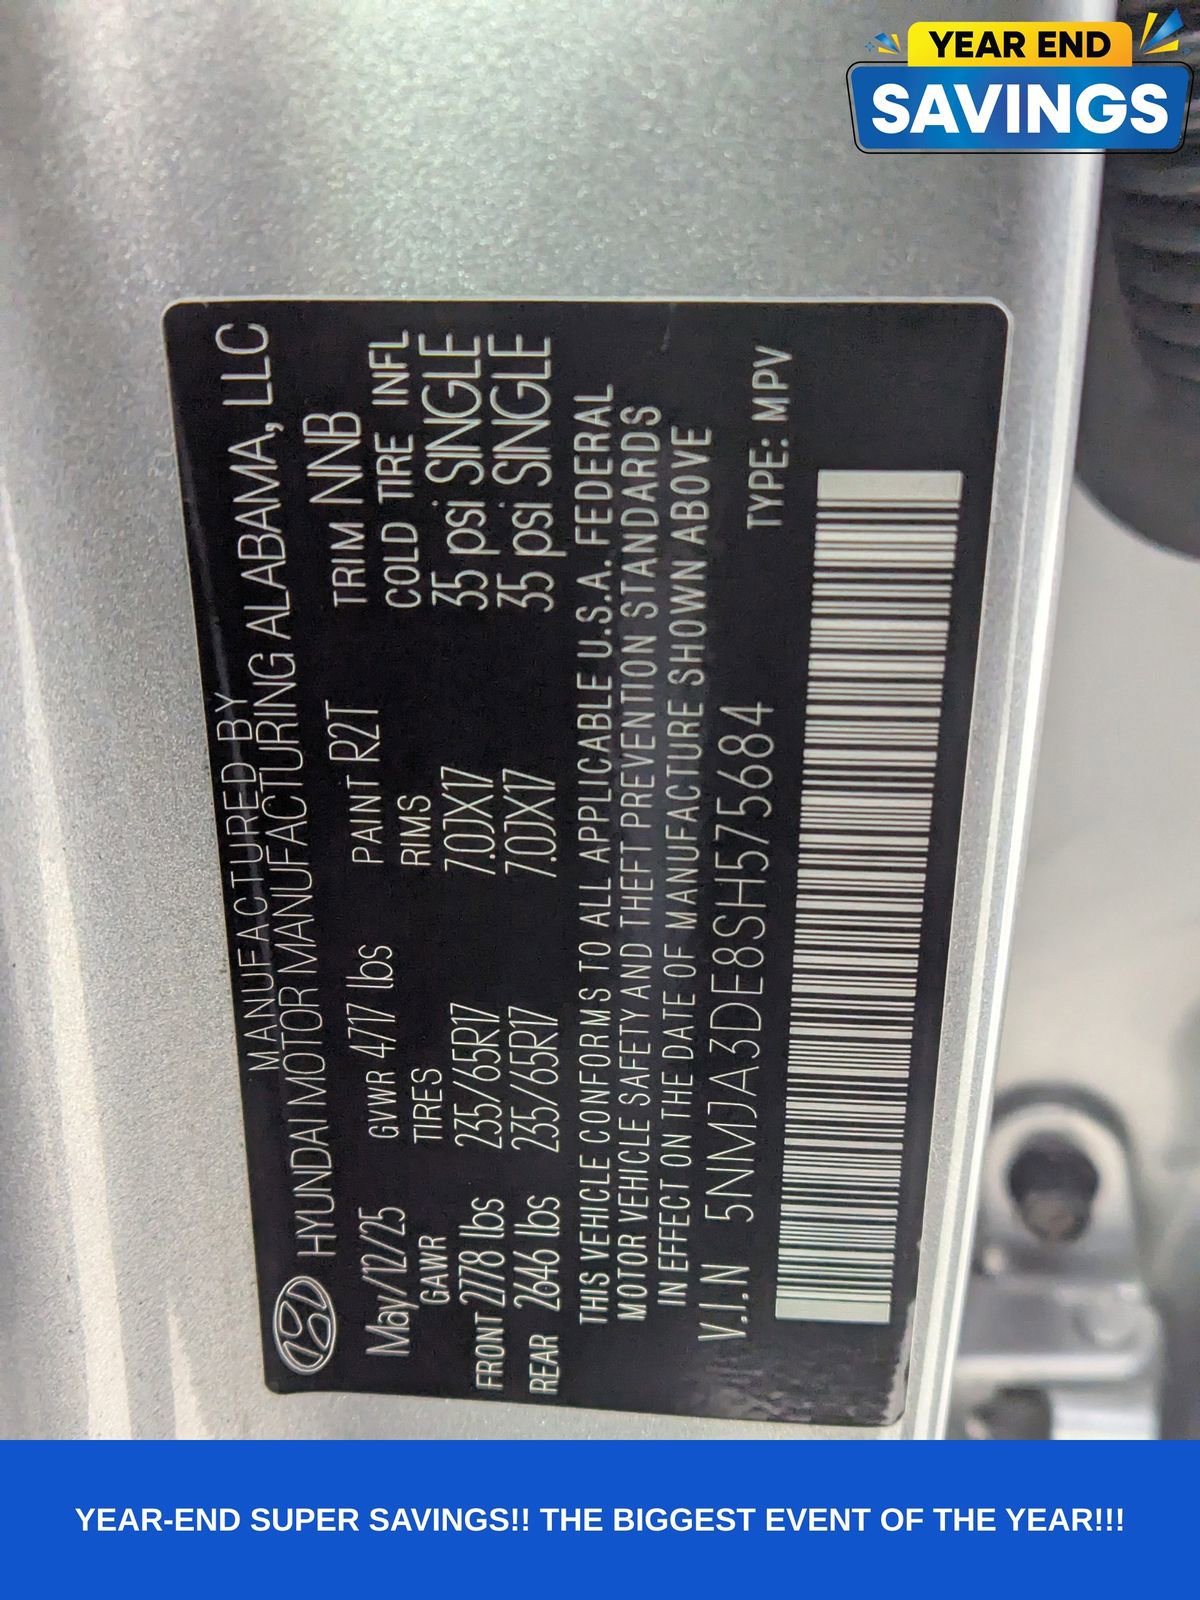 YEAR END
SAVINGS
MANUFACTURED BY
HYUNDAI MOTOR MANUFACTURING ALABAMA, LLC
May/12/25 GVWR 4717 lbs PAINT R2T TRIM NNB
GAWR TIRES RIMS COLD TIRE INFL
FRONT 2778 lbs 235/65R17 7.0JX17 35 psi SINGLE
REAR 2646 lbs 235/65R17 7.0JX17 35 psi SINGLE
THIS VEHICLE CONFORMS TO ALL APPLICABLE U.S.A. FEDERAL
MOTOR VEHICLE SAFETY AND THEFT PREVENTION STANDARDS
IN EFFECT ON THE DATE OF MANUFACTURE SHOWN ABOVE
V.I.N 5NMJA3DE8SH575684 TYPE: MPV
YEAR-END SUPER SAVINGS!! THE BIGGEST EVENT OF THE YEAR!!!